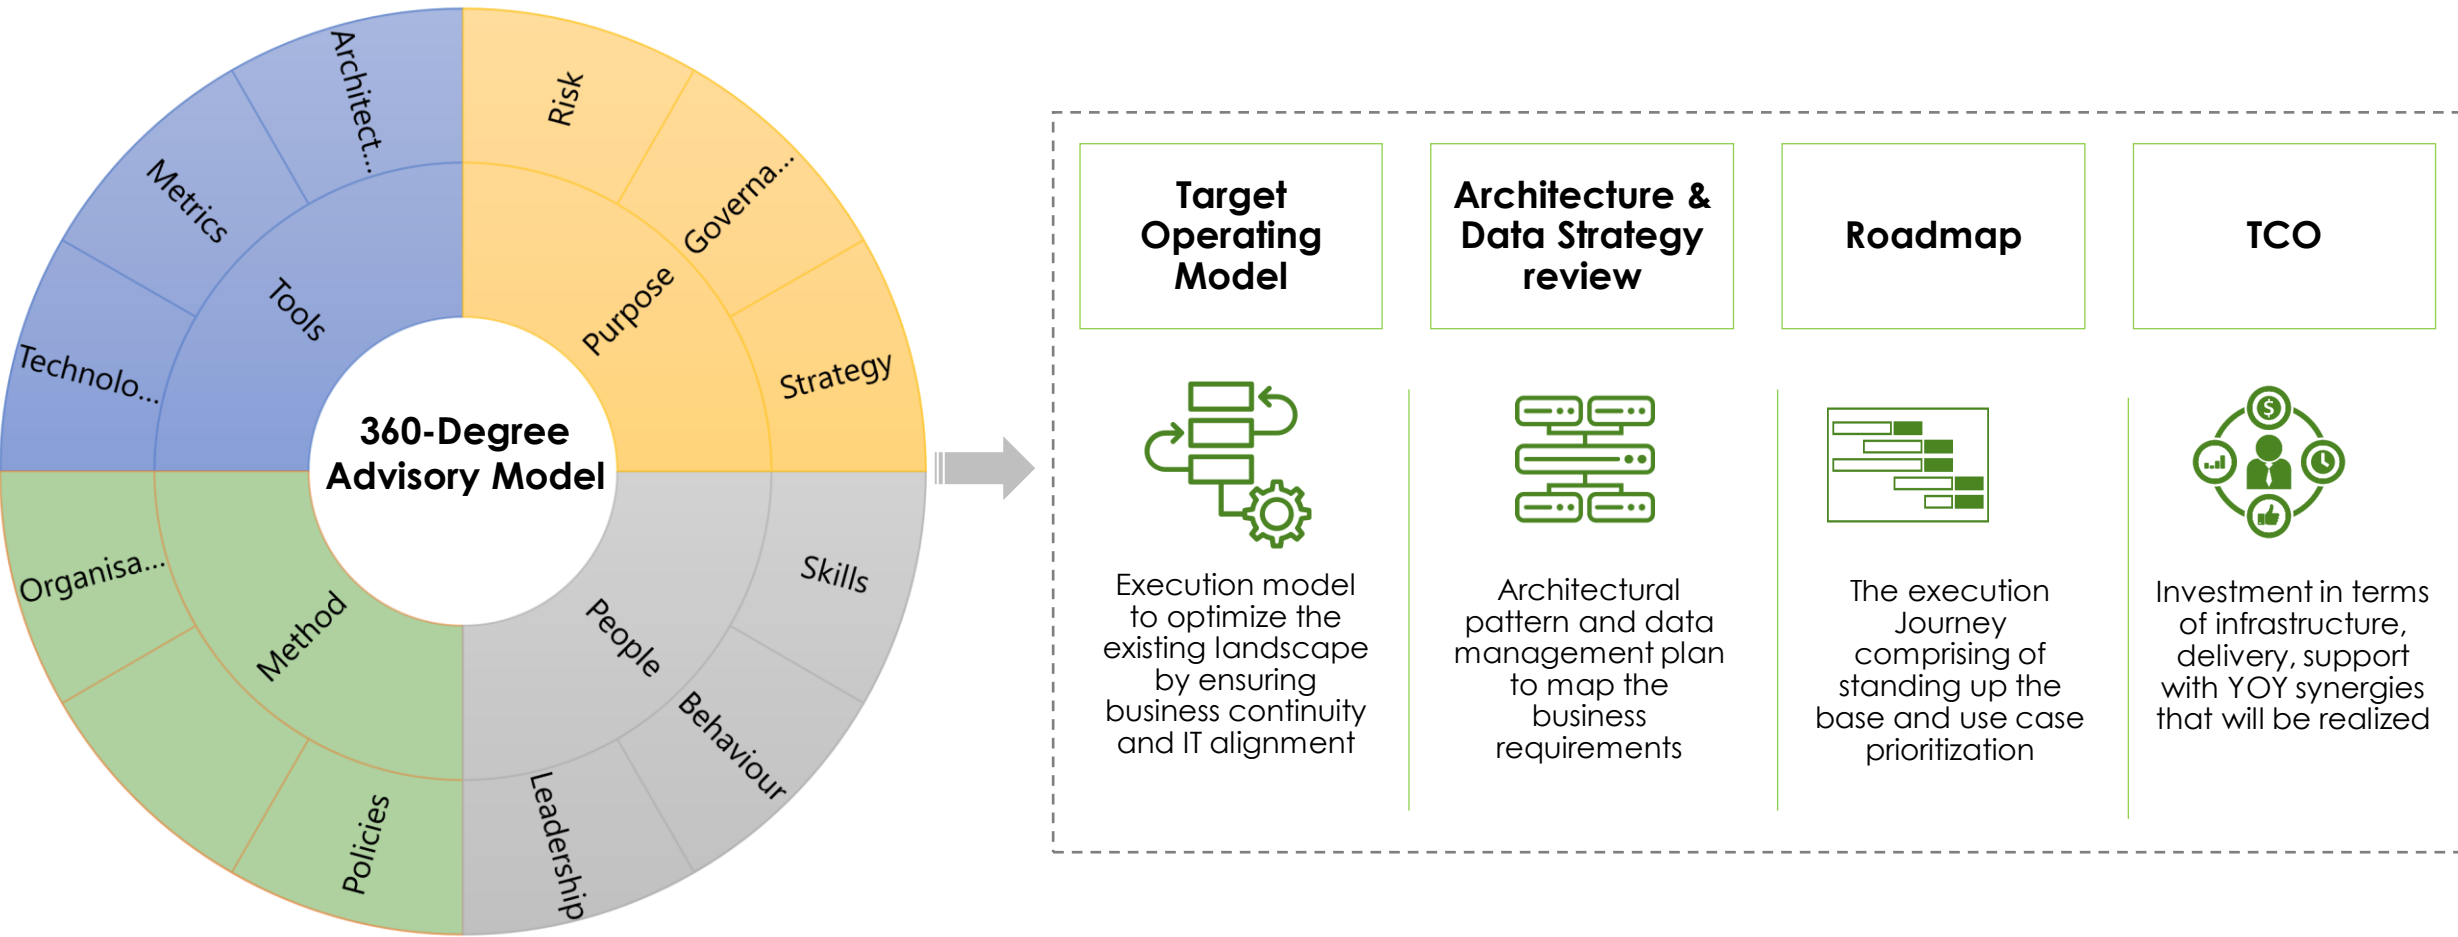 Architect...
Risk
Metrics
Governa...
Tools
Purpose
Technolo...
Strategy
360-Degree
Advisory Model
Organisa...
Skills
Method
People
Behaviour
Policies
Leadership
Target
Operating
Model
Execution model
to optimize the
existing landscape
by ensuring
business continuity
and IT alignment
Architecture &
Data Strategy
review
Architectural
pattern and data
management plan
to map the
business
requirements
Roadmap
The execution
Journey
comprising of
standing up the
base and use case
prioritization
TCO
Investment in terms
of infrastructure,
delivery, support
with YOY synergies
that will be realized